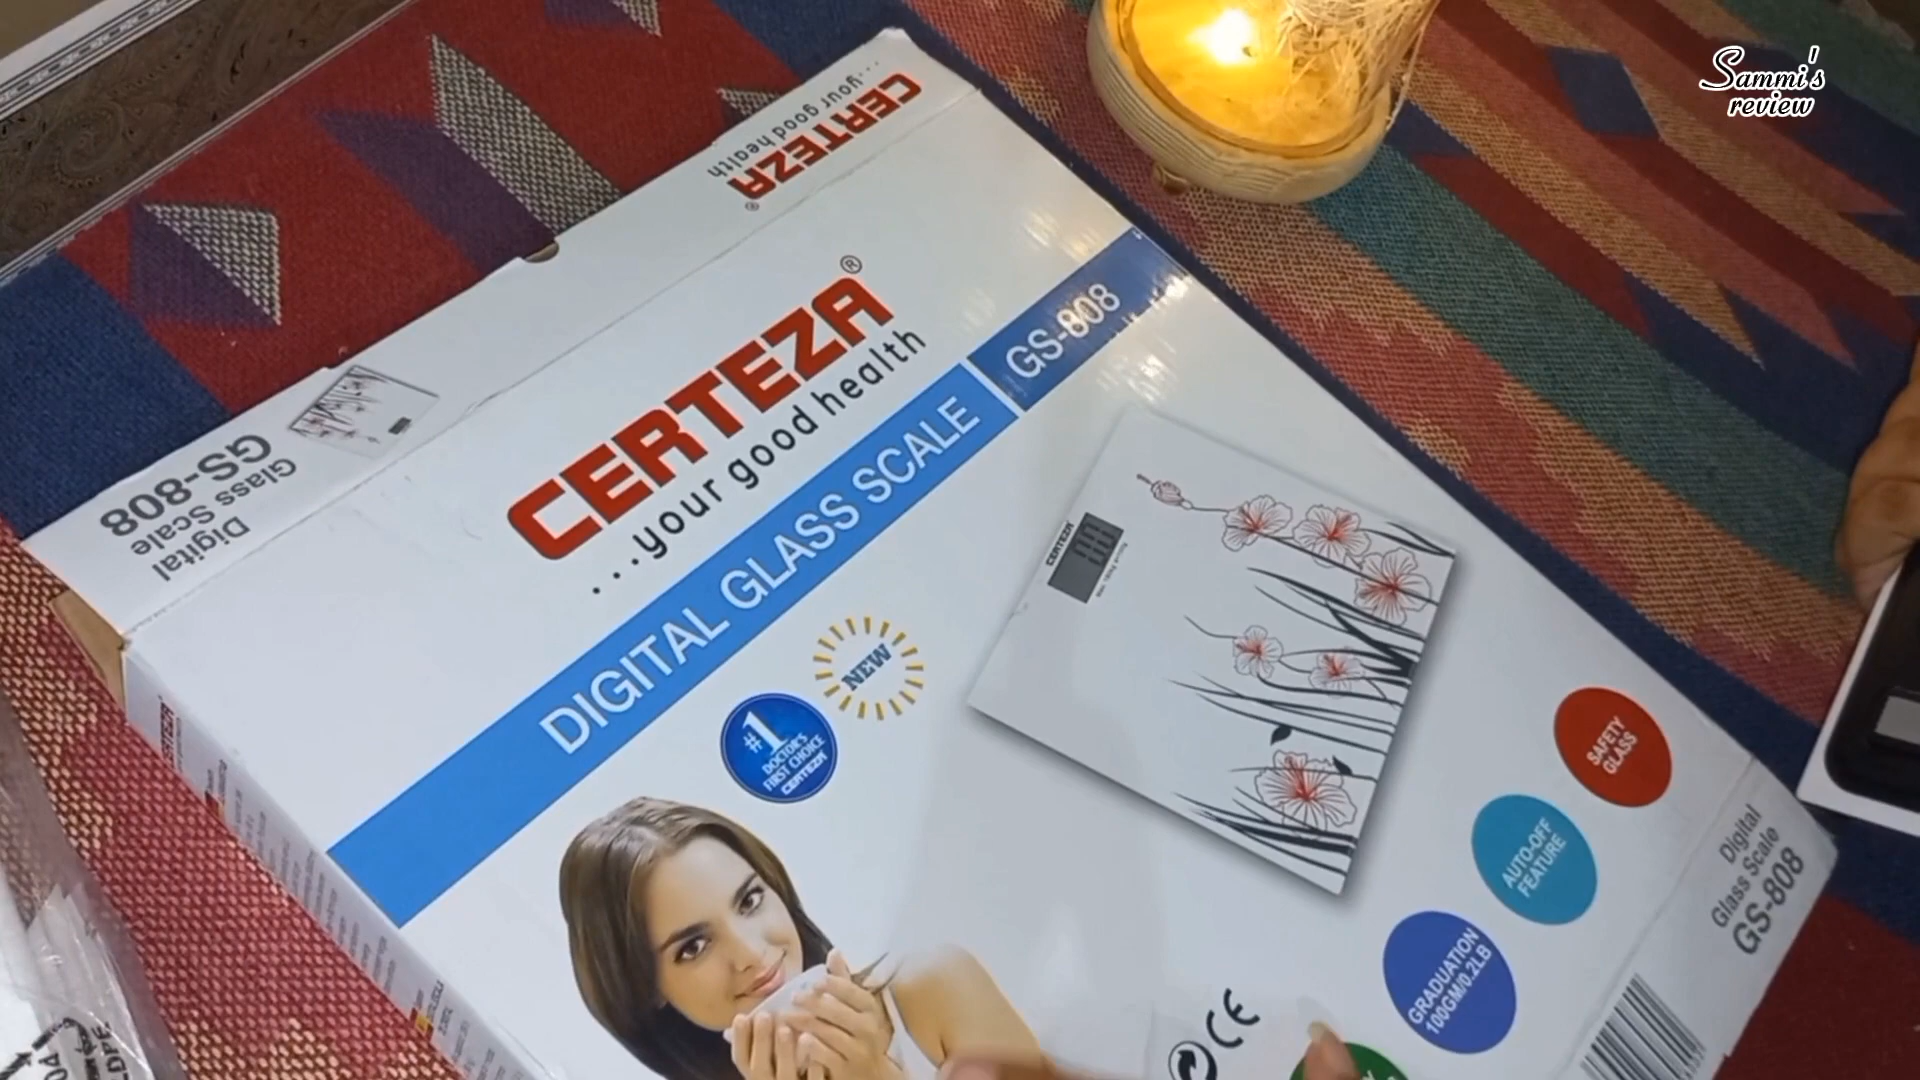 Sammi's
review
CERTEZA®
...your good health
CERTEZA®
...your good health
DIGITAL GLASS SCALE
GS-808
Digital
Glass Scale
GS-808
NEW
#1
DOCTOR'S
FIRST CHOICE
CERTEZA
CERTEZA
SAFETY
GLASS
AUTO-OFF
FEATURE
GRADUATION
100GM/0.2LB
CE
Digital
Glass Scale
GS-808